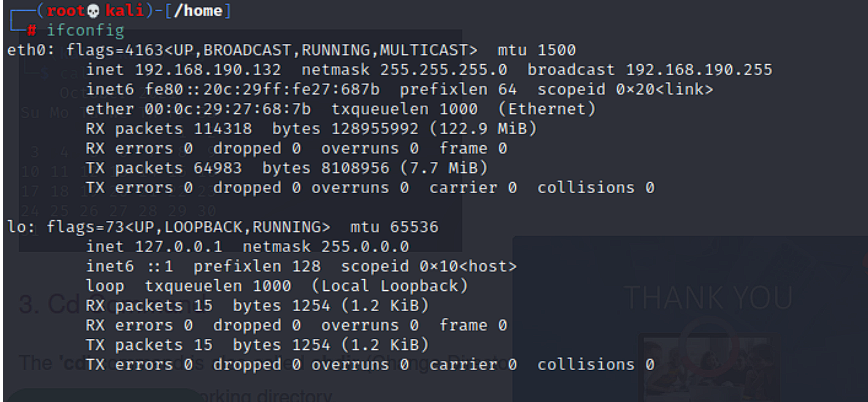 (root💀kali)-[/home]
# ifconfig
eth0: flags=4163<UP,BROADCAST,RUNNING,MULTICAST>  mtu 1500
        inet 192.168.190.132  netmask 255.255.255.0  broadcast 192.168.190.255
        inet6 fe80::20c:29ff:fe27:687b  prefixlen 64  scopeid 0×20<link>
        ether 00:0c:29:27:68:7b  txqueuelen 1000  (Ethernet)
        RX packets 114318  bytes 128955992 (122.9 MiB)
        RX errors 0  dropped 0  overruns 0  frame 0
        TX packets 64983  bytes 8108956 (7.7 MiB)
        TX errors 0  dropped 0 overruns 0  carrier 0  collisions 0
lo: flags=73<UP,LOOPBACK,RUNNING>  mtu 65536
        inet 127.0.0.1  netmask 255.0.0.0
        inet6 ::1  prefixlen 128  scopeid 0×10<host>
        loop  txqueuelen 1000  (Local Loopback)
        RX packets 15  bytes 1254 (1.2 KiB)
        RX errors 0  dropped 0  overruns 0  frame 0
        TX packets 15  bytes 1254 (1.2 KiB)
        TX errors 0  dropped 0 overruns 0  carrier 0  collisions 0
3. Cd
THANK YOU
The 'cd
working directory